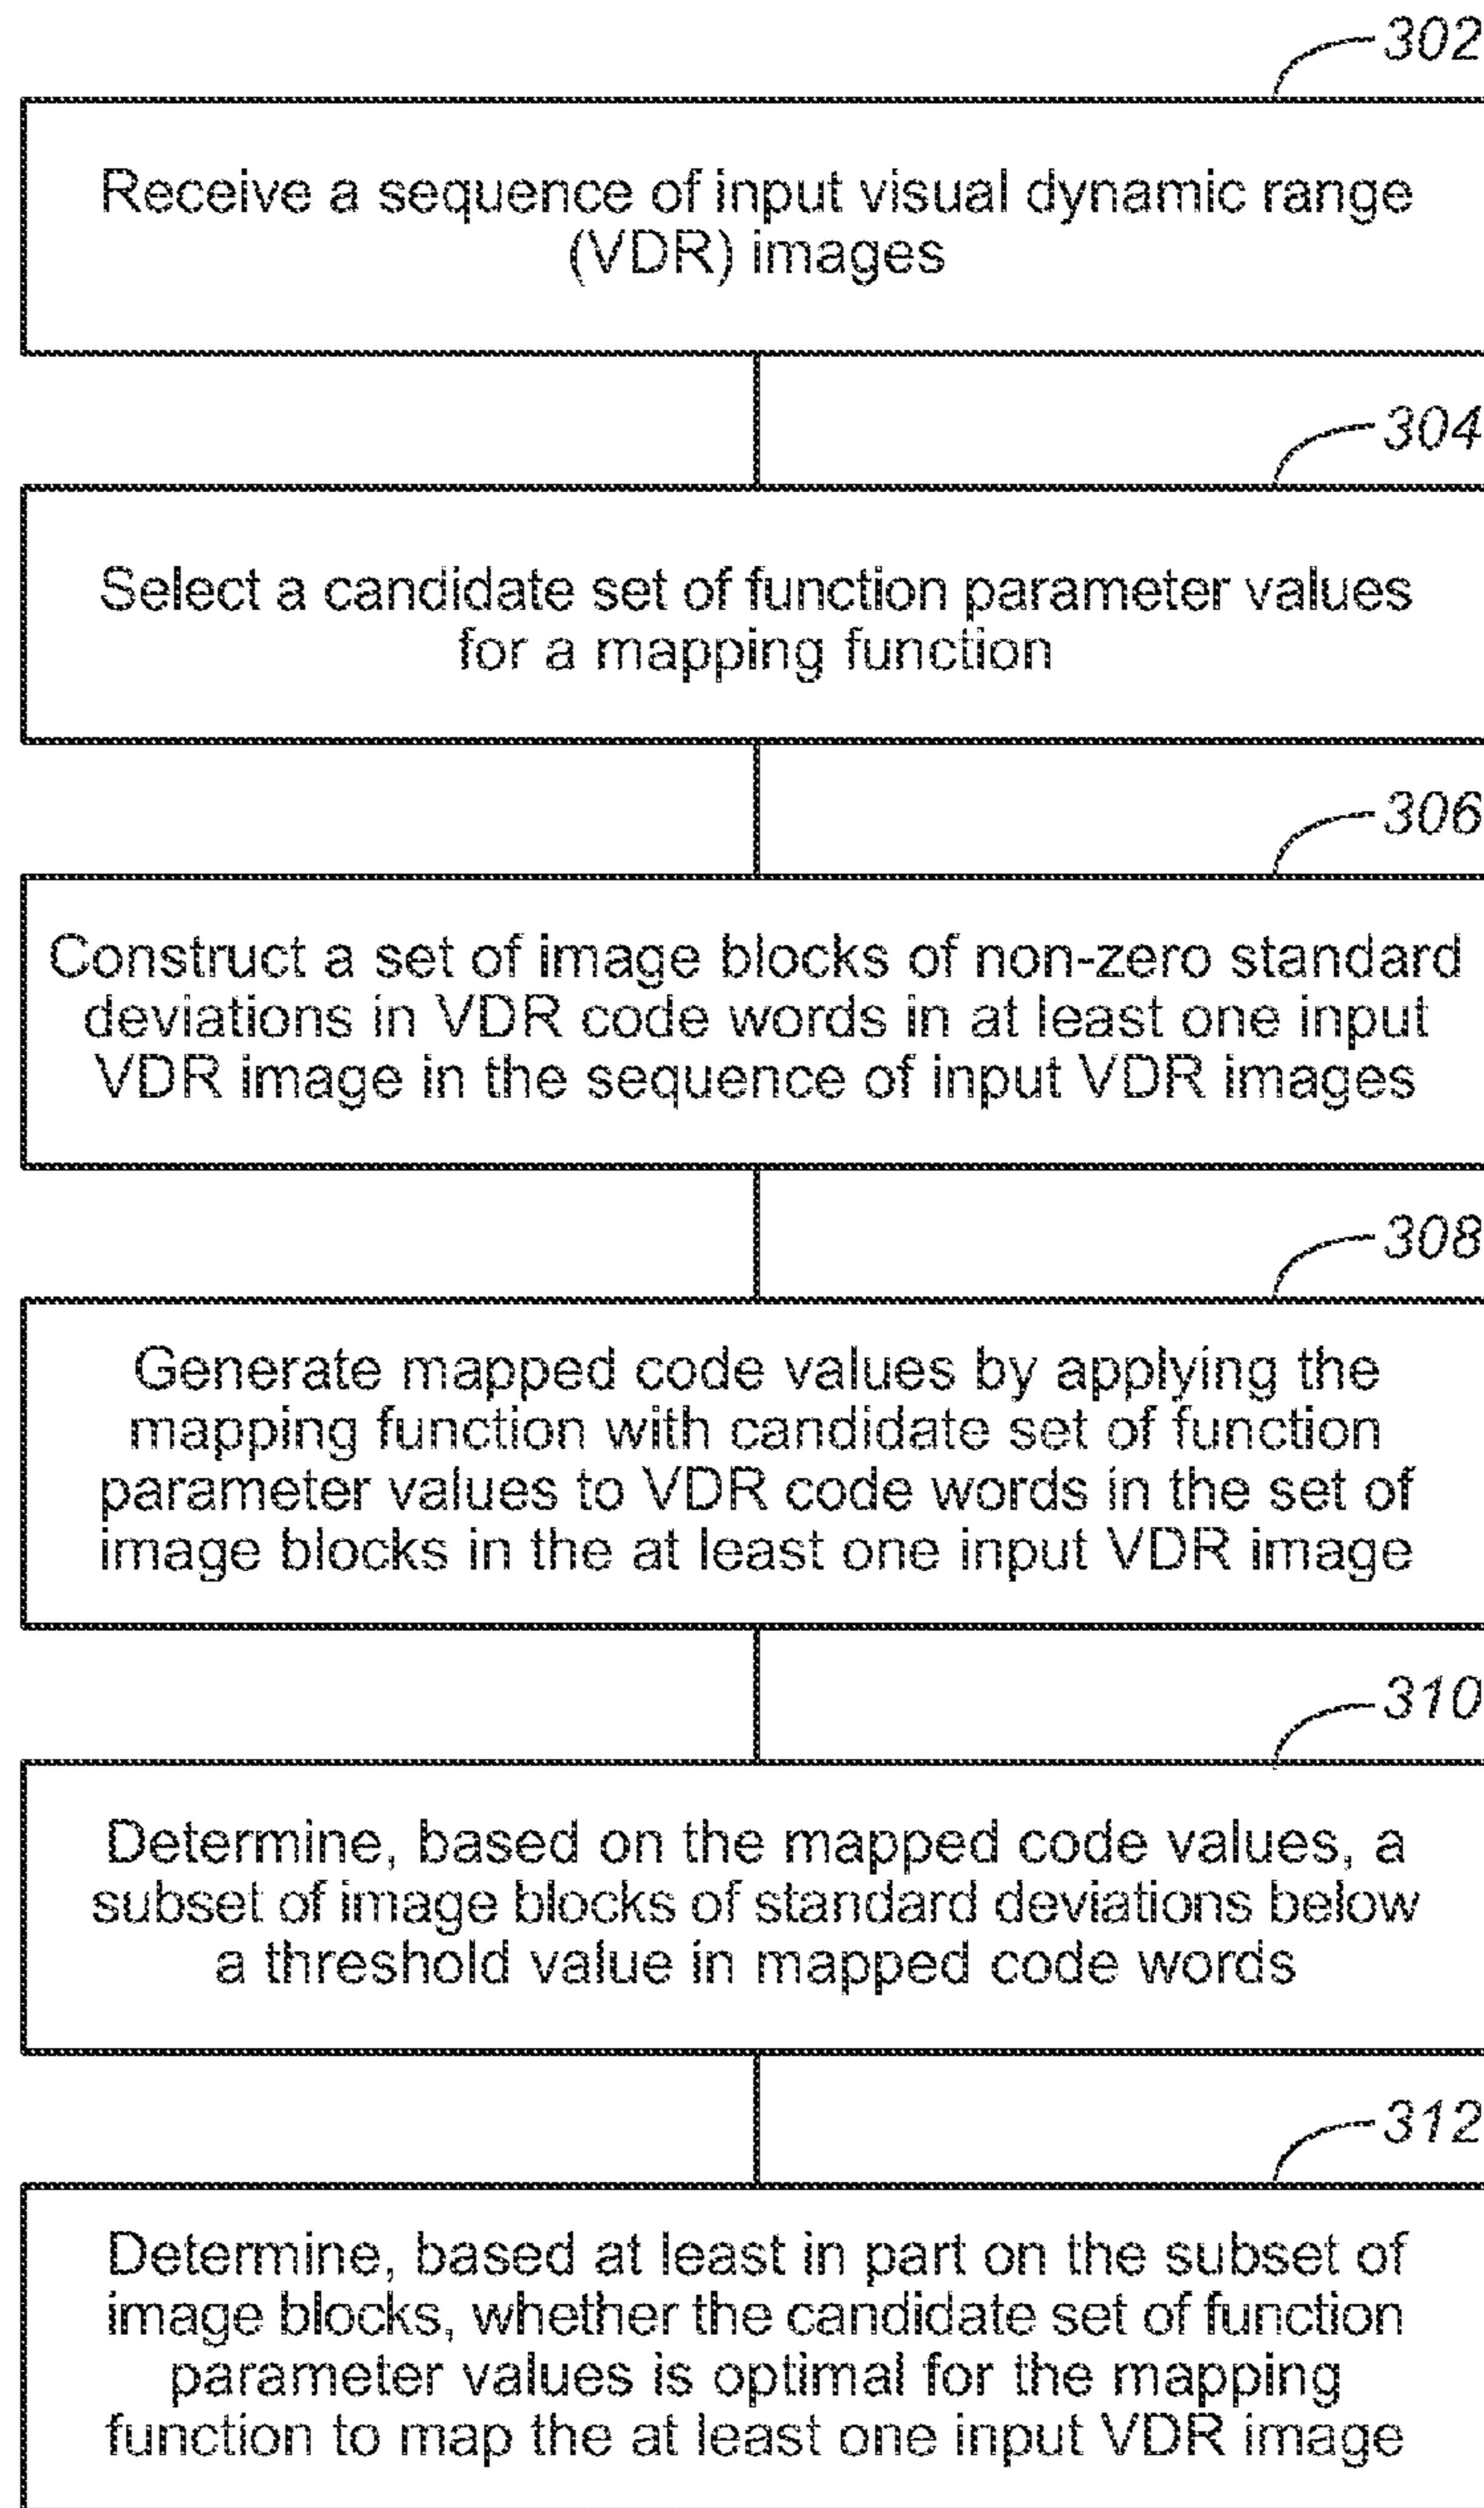 302
Receive a sequence of input visual dynamic range
(VDR) images
304
Select a candidate set of function parameter values
for a mapping function
306
Construct a set of image blocks of non-zero standard
deviations in VDR code words in at least one input
VDR image in the sequence of input VDR images
308
Generate mapped code values by applying the
mapping function with candidate set of function
parameter values to VDR code words in the set of
image blocks in the at least one input VDR image
310
Determine, based on the mapped code values, a
subset of image blocks of standard deviations below
a threshold value in mapped code words
312
Determine, based at least in part on the subset of
image blocks, whether the candidate set of function
parameter values is optimal for the mapping
function to map the at least one input VDR image